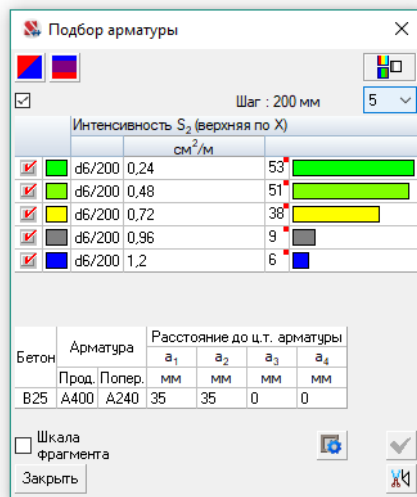 Подбор арматуры
Шаг : 200 мм 5
Интенсивность S2 (верхняя по X)
см2/м
d6/200 0,24 53
d6/200 0,48 51
d6/200 0,72 38
d6/200 0,96 9
d6/200 1,2 6
Бетон Арматура Расстояние до ц.т. арматуры
a1 a2 a3 a4
Прод. Попер. мм мм мм мм
B25 A400 A240 35 35 0 0
Шкала
фрагмента
Закрыть